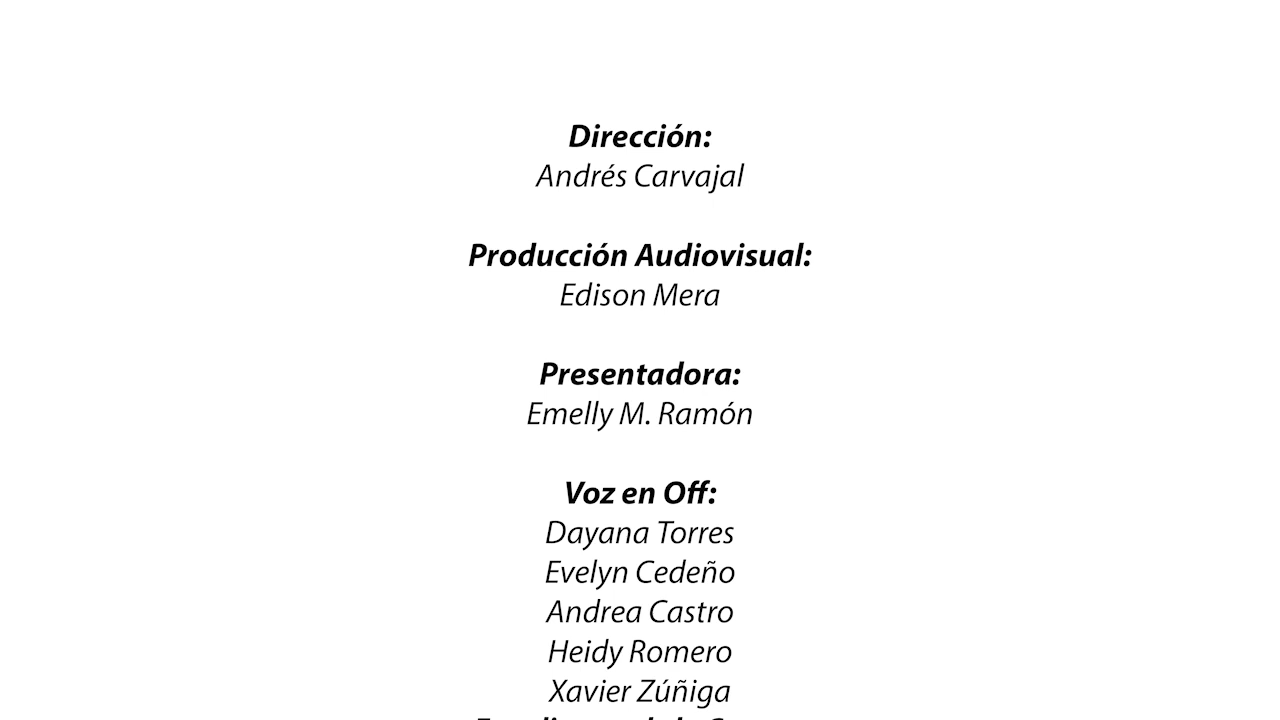 Dirección:
Andrés Carvajal
Producción Audiovisual:
Edison Mera
Presentadora:
Emelly M. Ramón
Voz en Off:
Dayana Torres
Evelyn Cedeño
Andrea Castro
Heidy Romero
Xavier Zúñiga